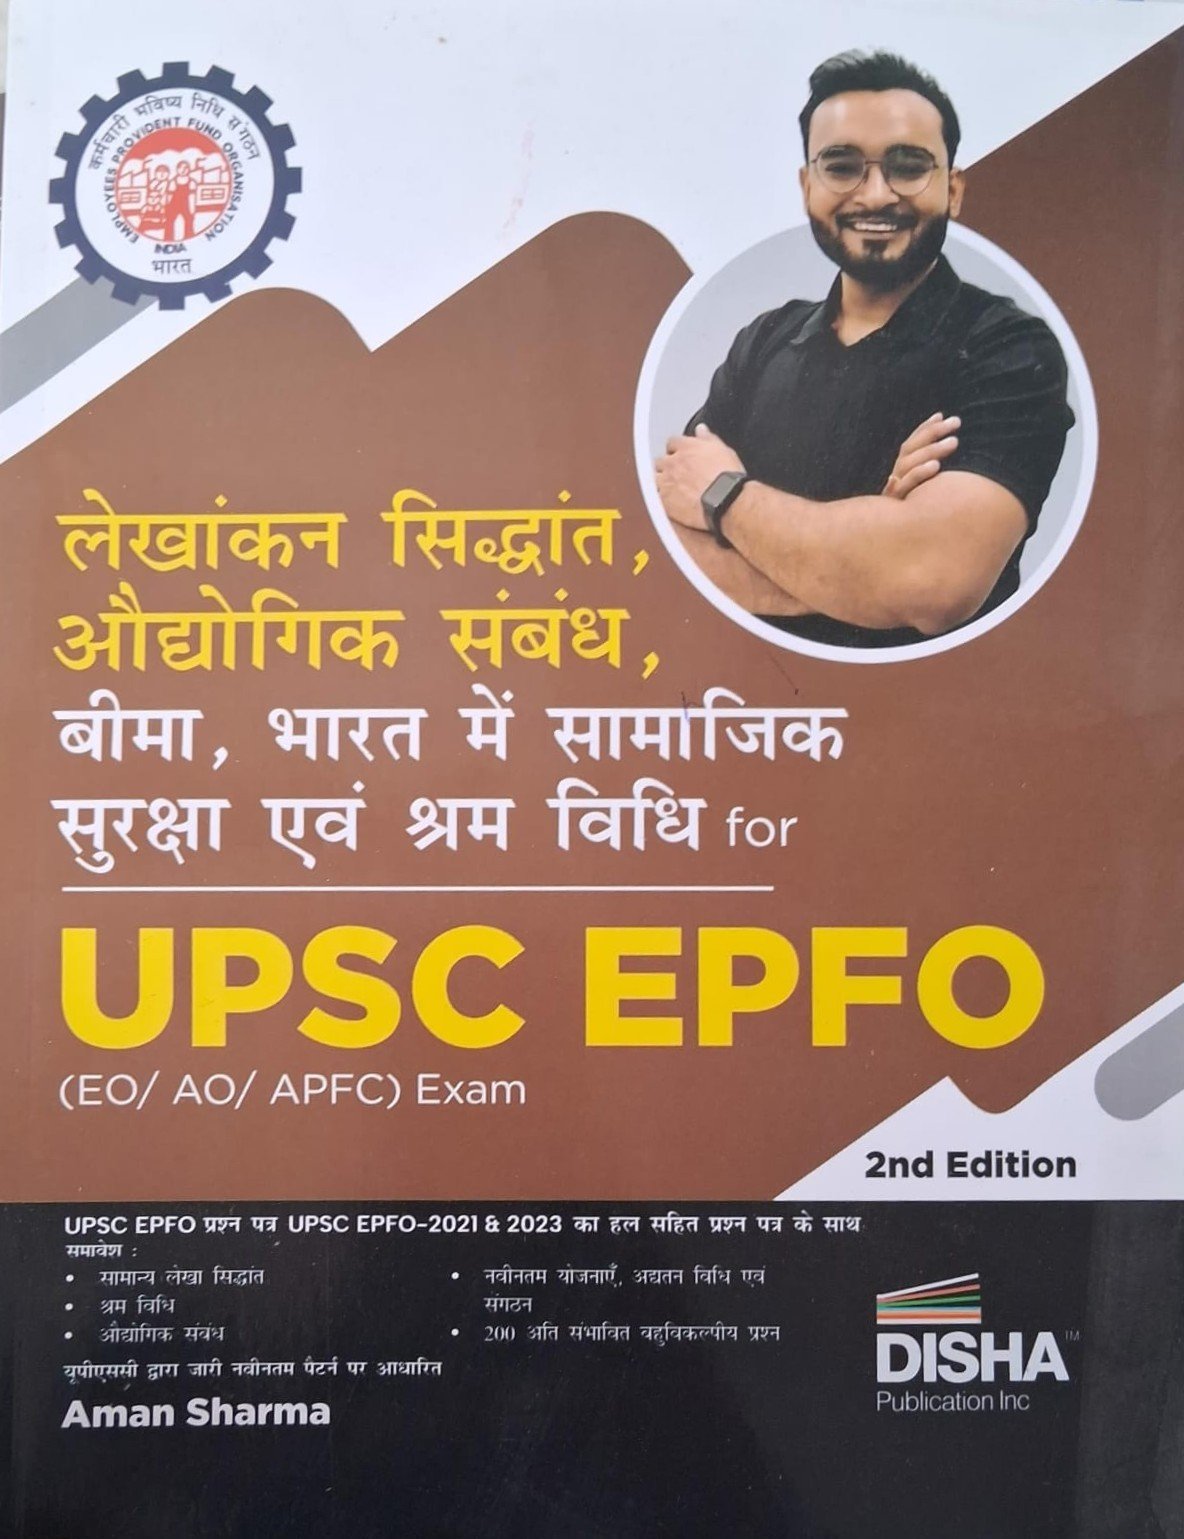 कर्मचारी भविष्य निधि संगठन
EMPLOYEES PROVIDENT FUND ORGANISATION
INDIA
भारत
लेखांकन सिद्धांत,
औद्योगिक संबंध,
बीमा, भारत में सामाजिक
सुरक्षा एवं श्रम विधि for
UPSC EPFO
(EO/ AO/ APFC) Exam
2nd Edition
UPSC EPFO प्रश्न पत्र UPSC EPFO-2021 & 2023 का हल सहित प्रश्न पत्र के साथ
समावेश :
• सामान्य लेखा सिद्धांत
• श्रम विधि
• औद्योगिक संबंध
• नवीनतम योजनाएँ, अद्यतन विधि एवं
संगठन
• 200 अति संभावित बहुविकल्पीय प्रश्न
यूपीएससी द्वारा जारी नवीनतम पैटर्न पर आधारित
Aman Sharma
DISHA™
Publication Inc